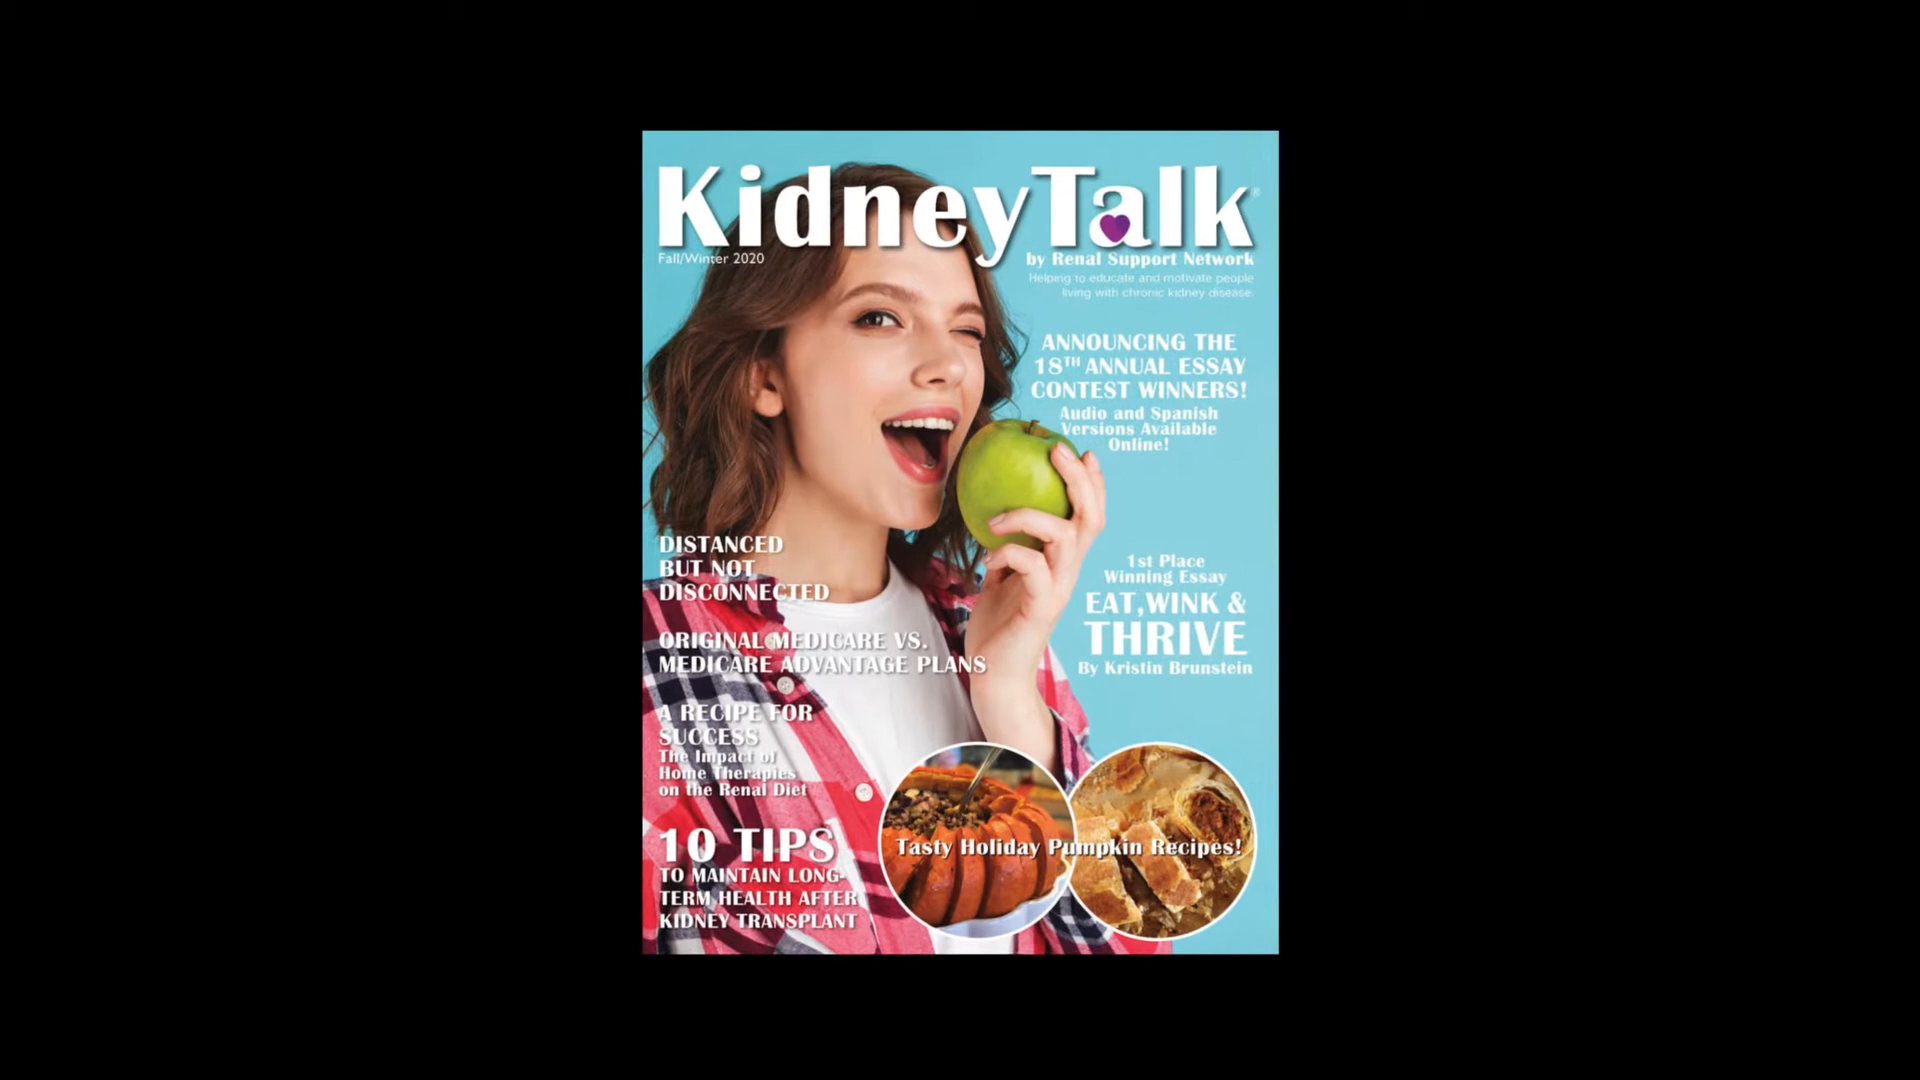 KidneyTalk®
Fall/Winter 2020
by Renal Support Network
Helping to educate and motivate people
living with chronic kidney disease.
ANNOUNCING THE
18TH ANNUAL ESSAY
CONTEST WINNERS!
Audio and Spanish
Versions Available
Online!
DISTANCED
BUT NOT
DISCONNECTED
ORIGINAL MEDICARE VS.
MEDICARE ADVANTAGE PLANS
A RECIPE FOR
SUCCESS
The Impact of
Home Therapies
on the Renal Diet
10 TIPS
TO MAINTAIN LONG-
TERM HEALTH AFTER
KIDNEY TRANSPLANT
1st Place
Winning Essay
EAT, WINK &
THRIVE
By Kristin Brunstein
Tasty Holiday Pumpkin Recipes!